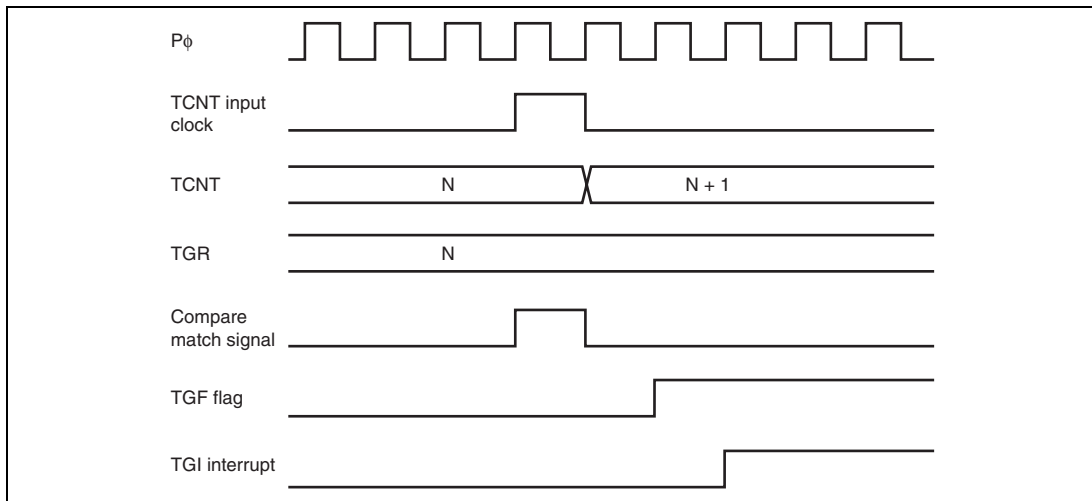 Pφ
TCNT input
clock
TCNT
N
N + 1
TGR
N
Compare
match signal
TGF flag
TGI interrupt